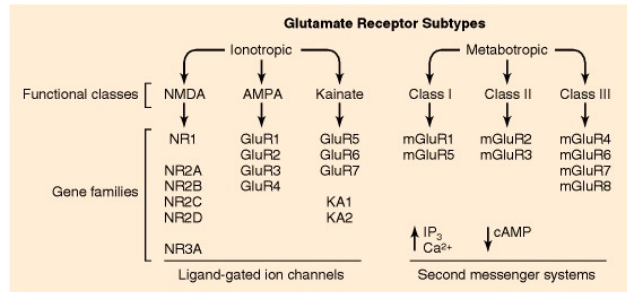 Glutamate Receptor Subtypes
Ionotropic Metabotropic
Functional classes NMDA AMPA Kainate Class I Class II Class III
Gene families
NR1 GluR1 GluR5 mGluR1 mGluR2 mGluR4
GluR2 GluR6 mGluR5 mGluR3 mGluR6
NR2A GluR3 GluR7 mGluR7
NR2B GluR4 mGluR8
NR2C KA1
NR2D KA2
IP3 cAMP
Ca2+
NR3A
Ligand-gated ion channels Second messenger systems